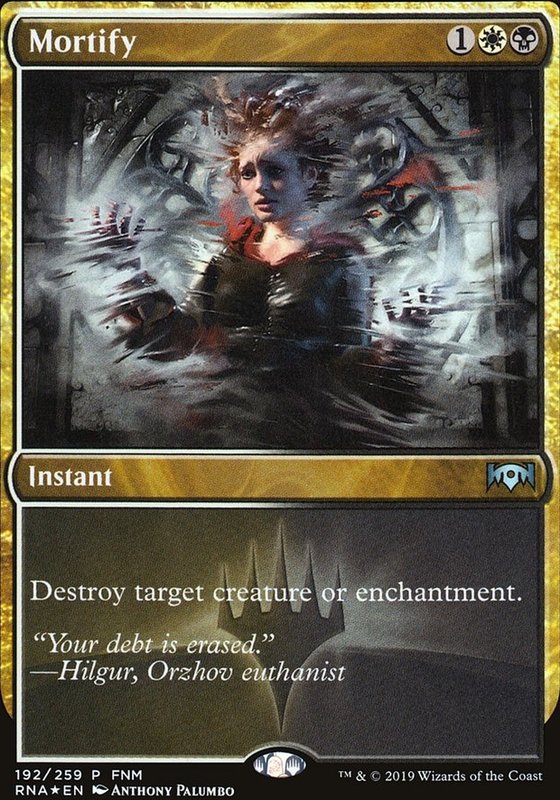 Mortify 1
Instant
Destroy target creature or enchantment.
“Your debt is erased.”
—Hilgur, Orzhov euthanist
192/259 P FNM
RNA★EN Anthony Palumbo
™ & © 2019 Wizards of the Coast